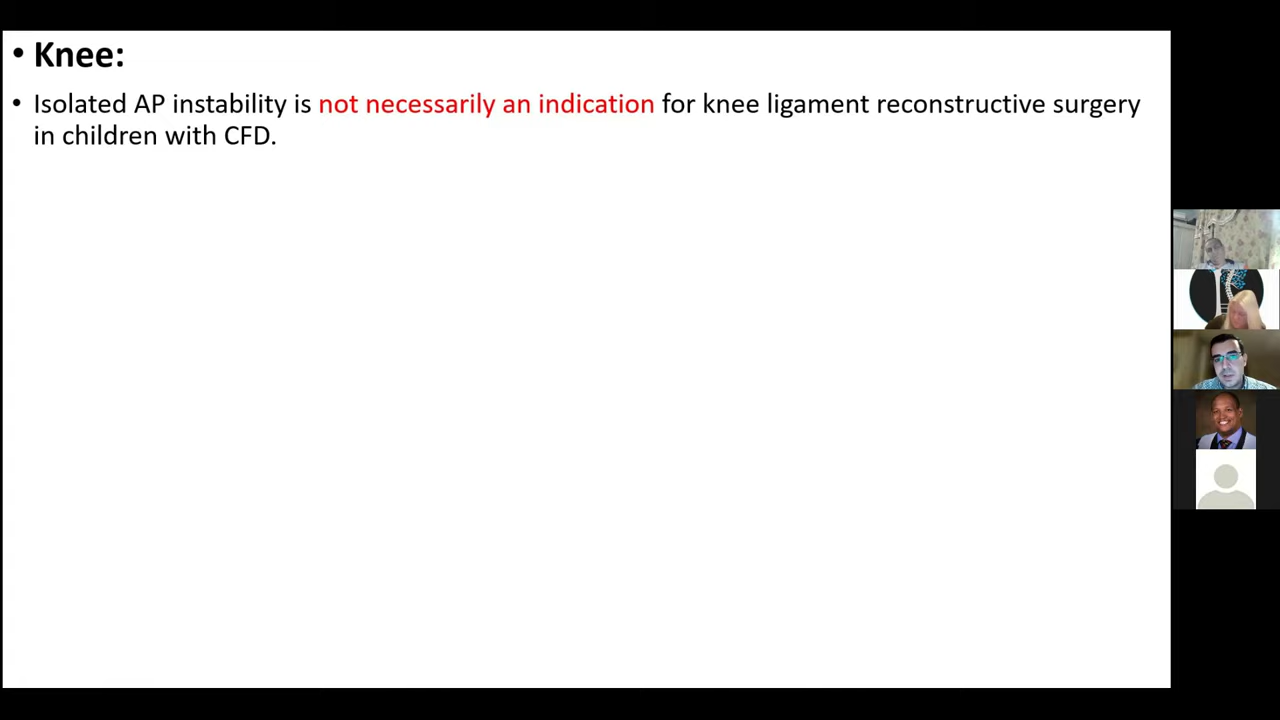 • Knee:
• Isolated AP instability is not necessarily an indication for knee ligament reconstructive surgery
in children with CFD.